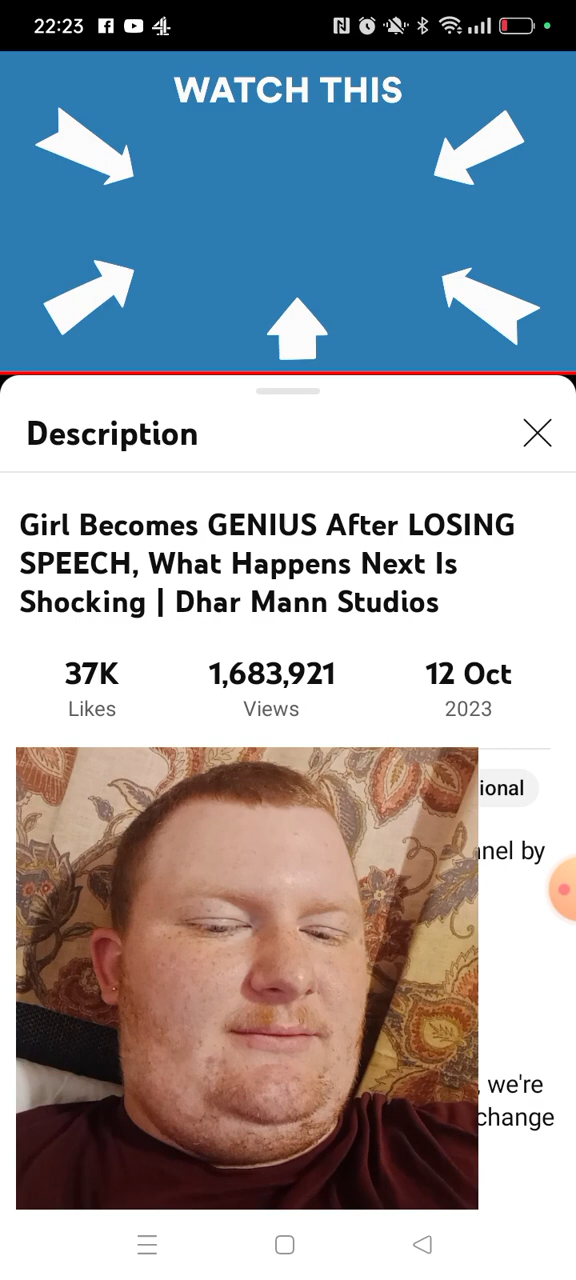 22:23
WATCH THIS
Description
Girl Becomes GENIUS After LOSING
SPEECH, What Happens Next Is
Shocking | Dhar Mann Studios
37K 1,683,921 12 Oct
Likes Views 2023
ional
nel by
, we're
change